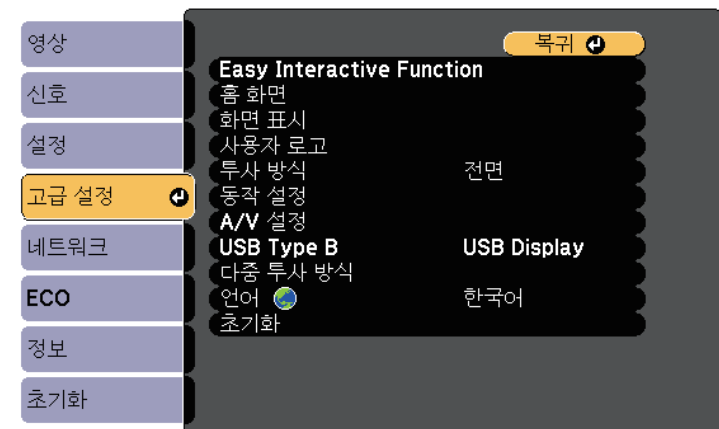 영상
신호
설정
고급 설정
네트워크
ECO
정보
초기화
복귀
Easy Interactive Function
홈 화면
화면 표시
사용자 로고
투사 방식 전면
동작 설정
A/V 설정
USB Type B USB Display
다중 투사 방식
언어 한국어
초기화